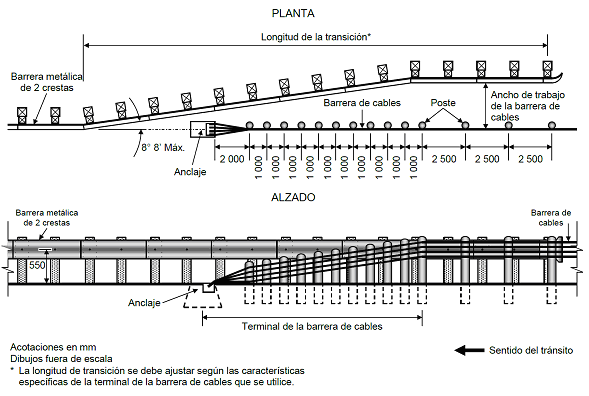 PLANTA
Longitud de la transición*
Barrera metálica
de 2 crestas
Barrera de cables
Poste
Ancho de trabajo
de la barrera de
cables
8° 8' Máx.
Anclaje
2 000
1 000
1 000
1 000
1 000
1 000
1 000
1 000
1 000
1 000
1 000
2 500
2 500
2 500
ALZADO
Barrera metálica
de 2 crestas
Barrera de
cables
550
Anclaje
Terminal de la barrera de cables
Acotaciones en mm
Dibujos fuera de escala
* La longitud de transición se debe ajustar según las características
específicas de la terminal de la barrera de cables que se utilice.
Sentido del tránsito